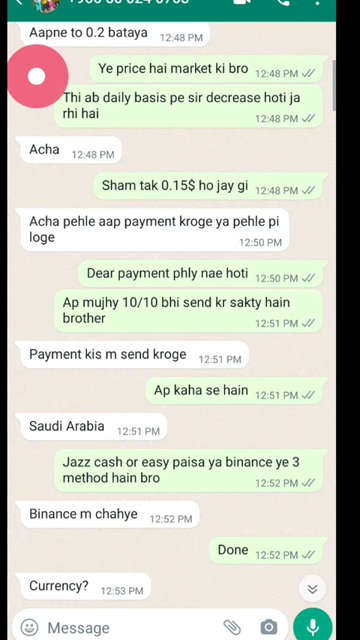 Aapne to 0.2 bataya
12:48 PM
Ye price hai market ki bro
12:48 PM
Thi ab daily basis pe sir decrease hoti ja
rhi hai
12:48 PM
Acha
12:48 PM
Sham tak 0.15$ ho jay gi
12:48 PM
Acha pehle aap payment kroge ya pehle pi
loge
12:50 PM
Dear payment phly nae hoti
12:50 PM
Ap mujhy 10/10 bhi send kr sakty hain
brother
12:51 PM
Payment kis m send kroge
12:51 PM
Ap kaha se hain
12:51 PM
Saudi Arabia
12:51 PM
Jazz cash or easy paisa ya binance ye 3
method hain bro
12:52 PM
Binance m chahye
12:52 PM
Done
12:52 PM
Currency?
12:53 PM
Message